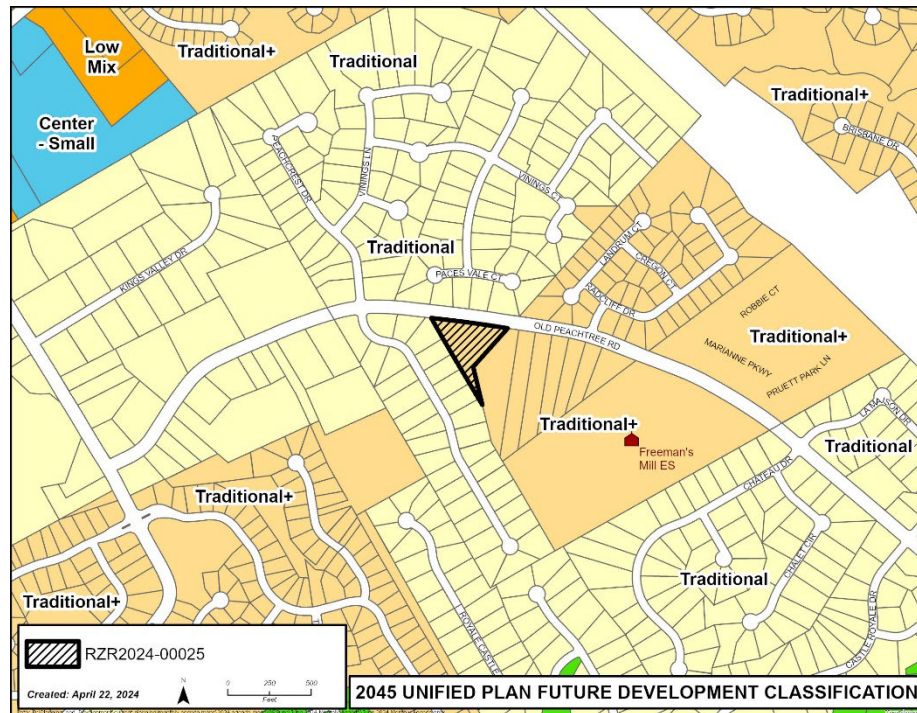 Low
Mix
Traditional+
Traditional
Center
- Small
Traditional+
BRISBANE DR
PEACHCREST DR
VININGS LN
VININGS CT
KINGS VALLEY DR
Traditional
PACES VALE CT
LANDRUM CT
CREGON CT
RADCLIFF DR
OLD PEACHTREE RD
ROBBIE CT
Traditional+
MARIANNE PKWY
PRUETT PARK LN
Traditional+
Freeman's
Mill ES
LA MAISON DR
Traditional
CHATEAU DR
Traditional+
CHALET CIR
Traditional
Traditional+
ROYALE CASTLE
CASTLE ROYALE DR
RZR2024-00025
Created: April 22, 2024
N
0 250 500
Feet
2045 UNIFIED PLAN FUTURE DEVELOPMENT CLASSIFICATION